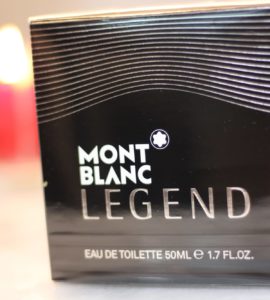 MONT
BLANC
LEGEND
EAU DE TOILETTE 50ML ℮ 1.7 FL.OZ.